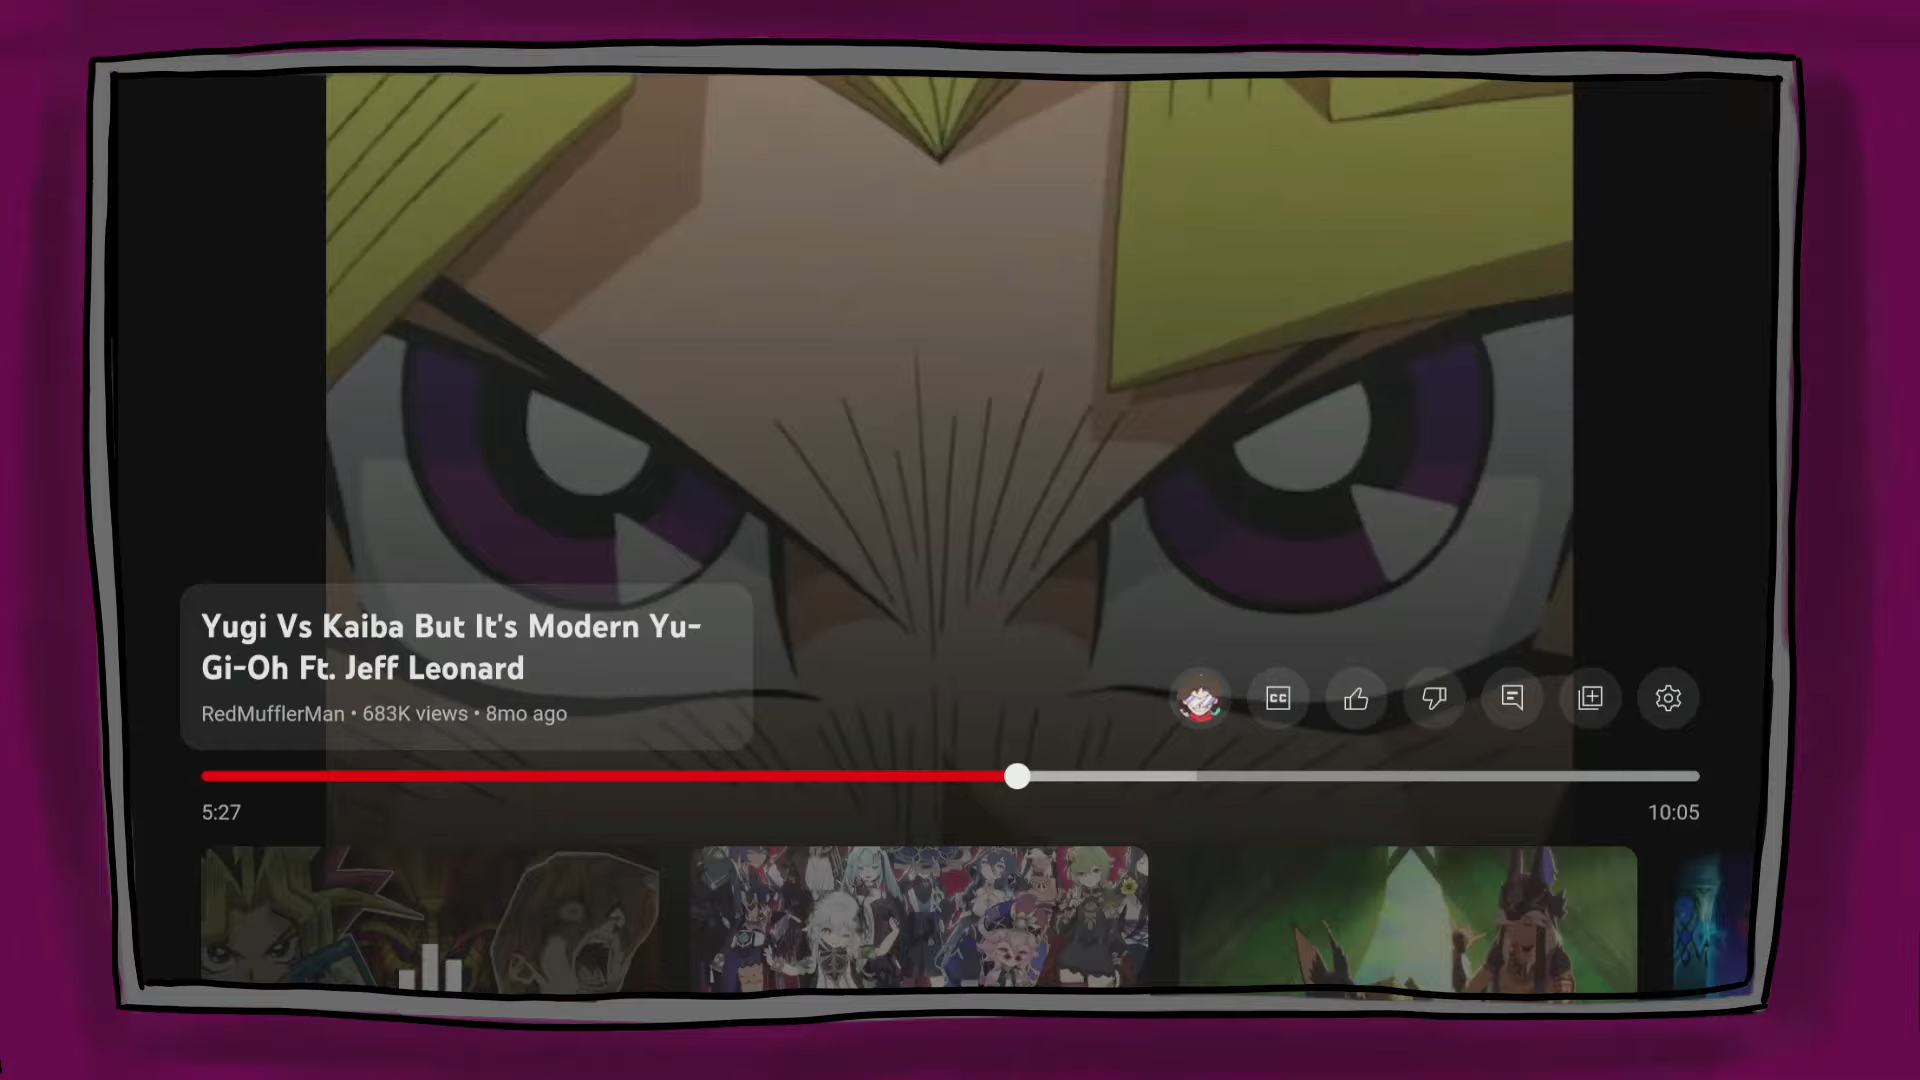 Yugi Vs Kaiba But It's Modern Yu-
Gi-Oh Ft. Jeff Leonard
RedMufflerMan • 683K views • 8mo ago
CC
5:27
10:05